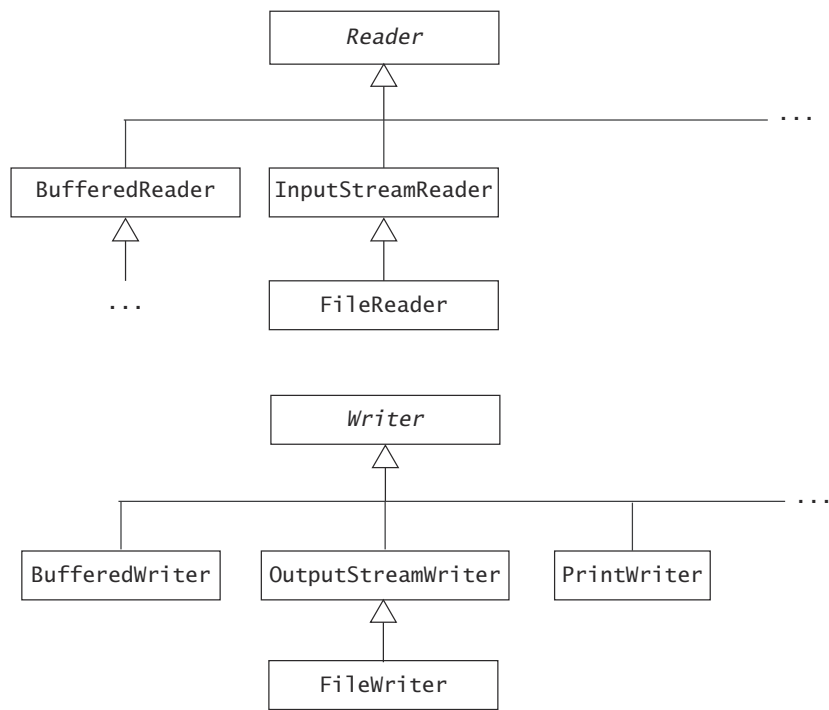 Reader
...
BufferedReader
InputStreamReader
...
FileReader
Writer
...
BufferedWriter
OutputStreamWriter
PrintWriter
FileWriter